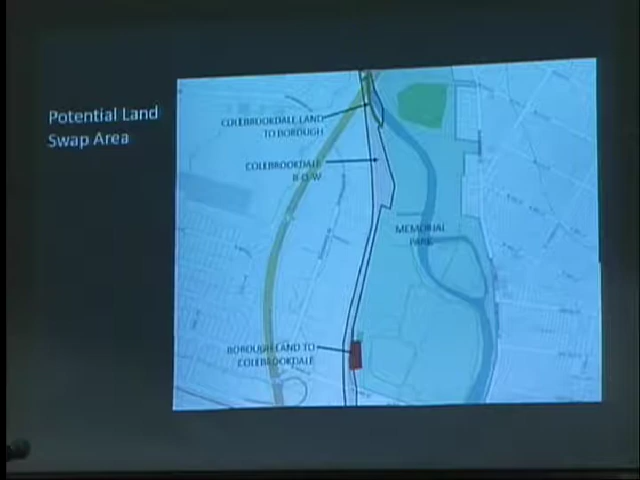 Potential Land
Swap Area
COLEBROOKDALE LAND
TO BOROUGH
COLEBROOKDALE
R-O-W
MEMORIAL
PARK
BOROUGH LAND TO
COLEBROOKDALE